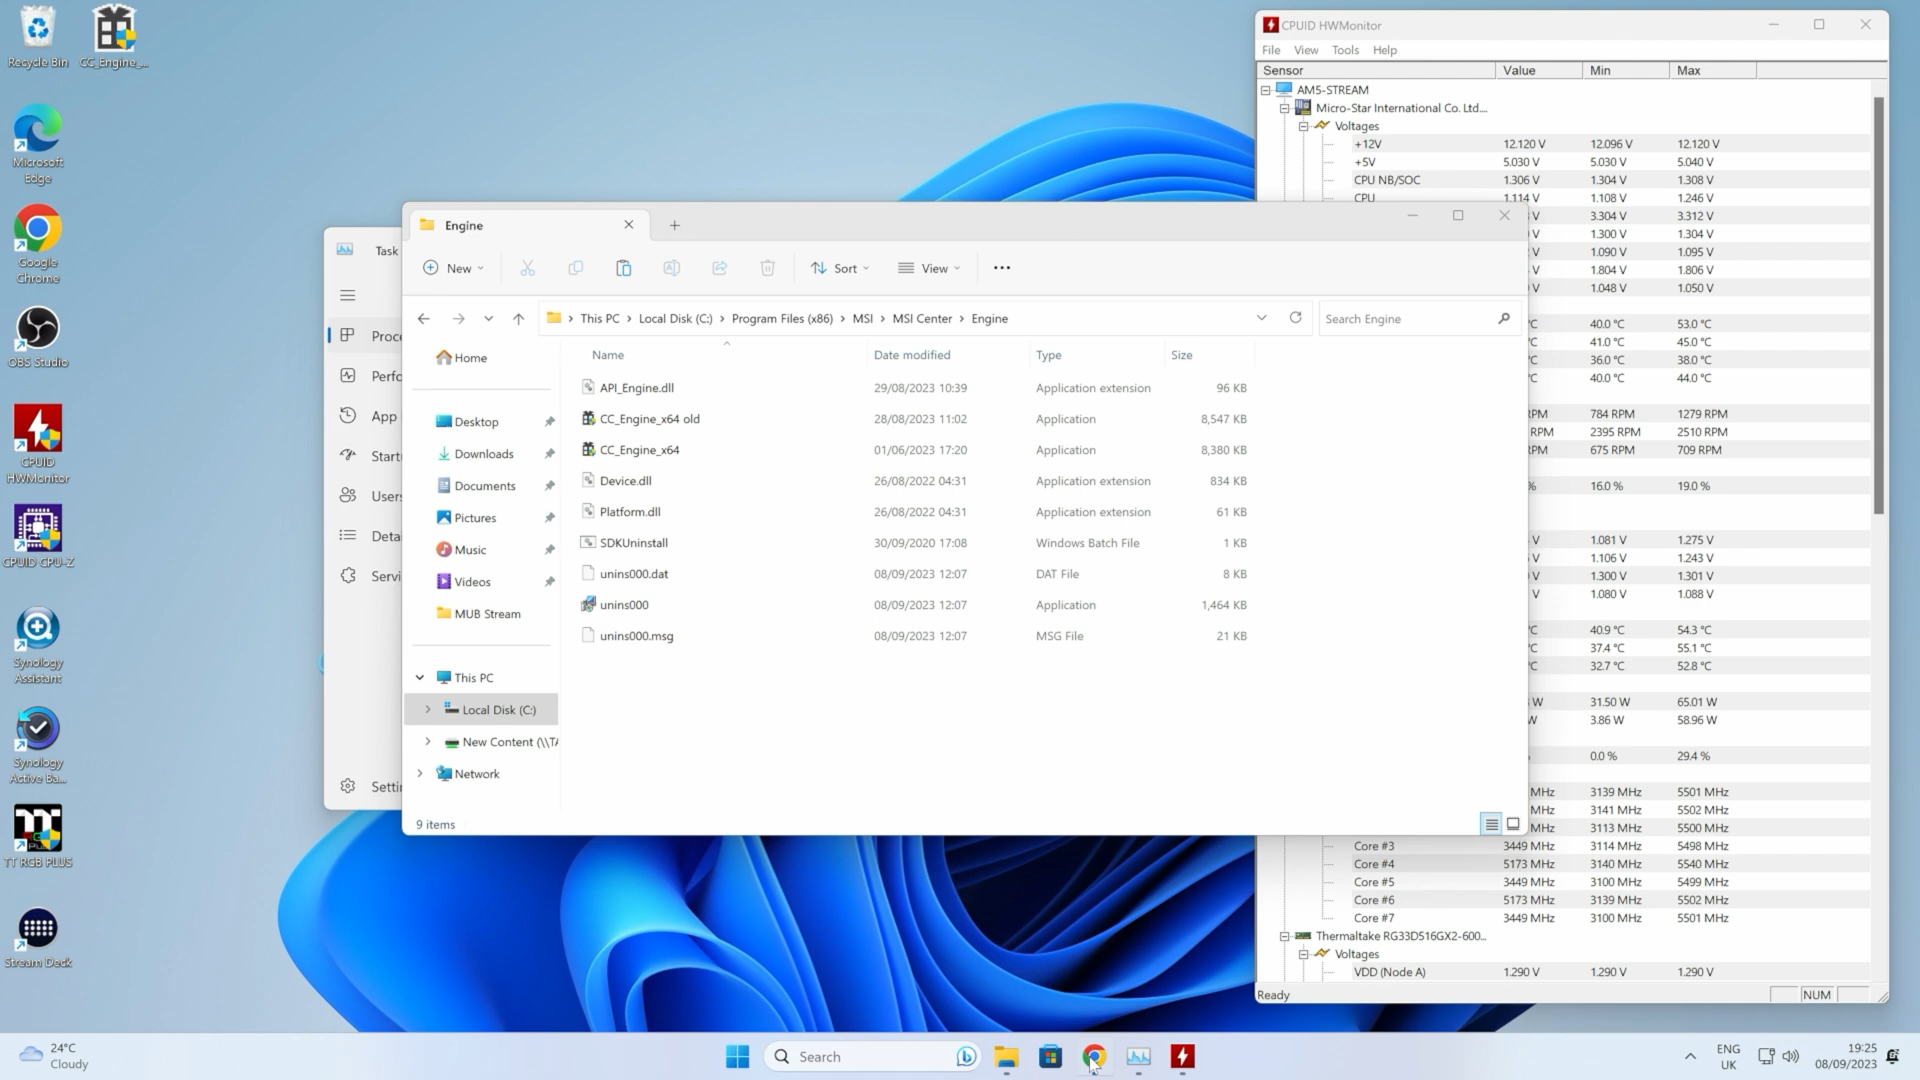 Recycle Bin
CC_Engine_...
Microsoft Edge
Google Chrome
OBS Studio
CPUID HWMonitor
CPUID CPU-Z
Synology Assistant
Synology Active Ba...
TT RGB PLUS
Stream Deck
Task
Proce
Perfo
App
Start
Users
Detai
Servi
Settin
Engine
New
Sort
View
This PC > Local Disk (C:) > Program Files (x86) > MSI > MSI Center > Engine
Search Engine
Home
Desktop
Downloads
Documents
Pictures
Music
Videos
MUB Stream
This PC
Local Disk (C:)
New Content (\\TA
Network
Name Date modified Type Size
API_Engine.dll 29/08/2023 10:39 Application extension 96 KB
CC_Engine_x64 old 28/08/2023 11:02 Application 8,547 KB
CC_Engine_x64 01/06/2023 17:20 Application 8,380 KB
Device.dll 26/08/2022 04:31 Application extension 834 KB
Platform.dll 26/08/2022 04:31 Application extension 61 KB
SDKUninstall 30/09/2020 17:08 Windows Batch File 1 KB
unins000.dat 08/09/2023 12:07 DAT File 8 KB
unins000 08/09/2023 12:07 Application 1,464 KB
unins000.msg 08/09/2023 12:07 MSG File 21 KB
9 items
CPUID HWMonitor
File View Tools Help
Sensor Value Min Max
AM5-STREAM
Micro-Star International Co. Ltd....
Voltages
+12V 12.120 V 12.096 V 12.120 V
+5V 5.030 V 5.030 V 5.040 V
CPU NB/SOC 1.306 V 1.304 V 1.308 V
CPU 1.114 V 1.108 V 1.246 V
V 3.304 V 3.312 V
V 1.300 V 1.304 V
V 1.090 V 1.095 V
V 1.804 V 1.806 V
V 1.048 V 1.050 V
°C 40.0 °C 53.0 °C
°C 41.0 °C 45.0 °C
°C 36.0 °C 38.0 °C
°C 40.0 °C 44.0 °C
RPM 784 RPM 1279 RPM
RPM 2395 RPM 2510 RPM
RPM 675 RPM 709 RPM
% 16.0 % 19.0 %
V 1.081 V 1.275 V
V 1.106 V 1.243 V
V 1.300 V 1.301 V
V 1.080 V 1.088 V
°C 40.9 °C 54.3 °C
°C 37.4 °C 55.1 °C
°C 32.7 °C 52.8 °C
W 31.50 W 65.01 W
W 3.86 W 58.96 W
0.0 % 29.4 %
MHz 3139 MHz 5501 MHz
MHz 3141 MHz 5502 MHz
MHz 3113 MHz 5500 MHz
Core #3 3449 MHz 3114 MHz 5498 MHz
Core #4 5173 MHz 3140 MHz 5540 MHz
Core #5 3449 MHz 3100 MHz 5499 MHz
Core #6 5173 MHz 3139 MHz 5502 MHz
Core #7 3449 MHz 3100 MHz 5501 MHz
Thermaltake RG33D516GX2-600...
Voltages
VDD (Node A) 1.290 V 1.290 V 1.290 V
Ready NUM
24°C
Cloudy
Search
ENG
UK
19:25
08/09/2023